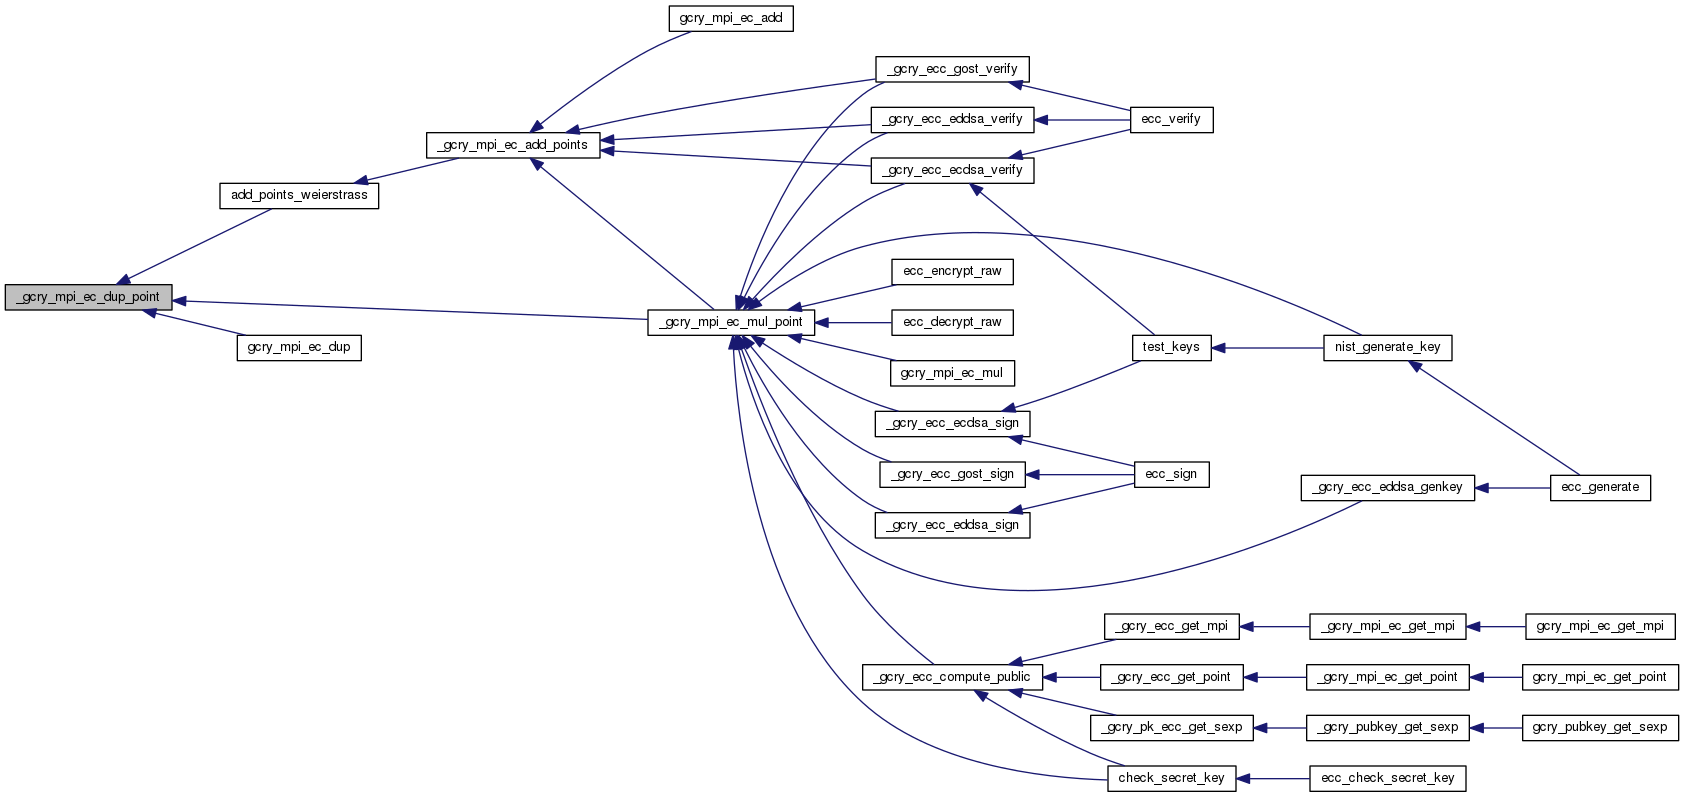 gcry_mpi_ec_add
_gcry_ecc_gost_verify
_gcry_ecc_eddsa_verify
ecc_verify
_gcry_mpi_ec_add_points
_gcry_ecc_ecdsa_verify
add_points_weierstrass
ecc_encrypt_raw
_gcry_mpi_ec_dup_point
_gcry_mpi_ec_mul_point
ecc_decrypt_raw
gcry_mpi_ec_dup
test_keys
nist_generate_key
gcry_mpi_ec_mul
_gcry_ecc_ecdsa_sign
_gcry_ecc_gost_sign
ecc_sign
_gcry_ecc_eddsa_genkey
ecc_generate
_gcry_ecc_eddsa_sign
_gcry_ecc_get_mpi
_gcry_mpi_ec_get_mpi
gcry_mpi_ec_get_mpi
_gcry_ecc_compute_public
_gcry_ecc_get_point
_gcry_mpi_ec_get_point
gcry_mpi_ec_get_point
_gcry_pk_ecc_get_sexp
_gcry_pubkey_get_sexp
gcry_pubkey_get_sexp
check_secret_key
ecc_check_secret_key